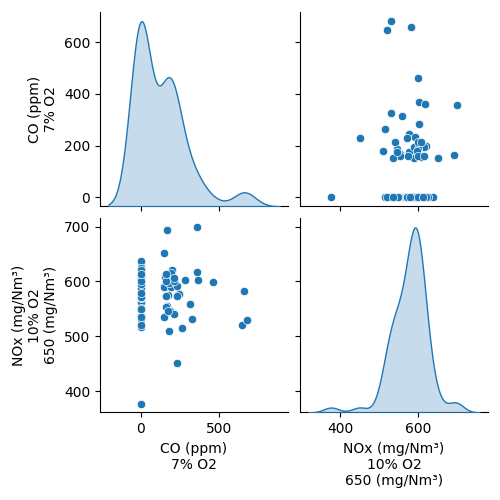 CO (ppm)
7% O2
600
400
200
0
NOx (mg/Nm³)
10% O2
650 (mg/Nm³)
700
600
500
400
0
500
CO (ppm)
7% O2
400
600
NOx (mg/Nm³)
10% O2
650 (mg/Nm³)